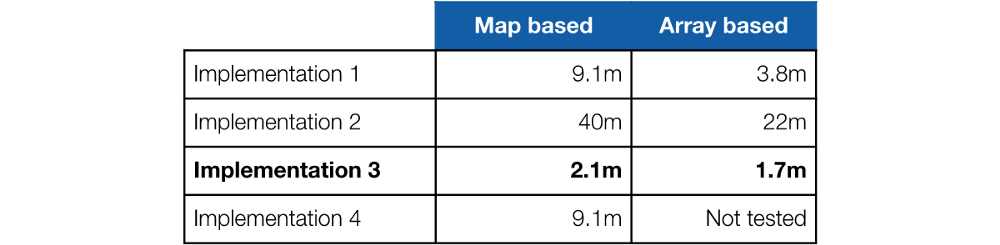 Map based Array based
Implementation 1 9.1m 3.8m
Implementation 2 40m 22m
Implementation 3 2.1m 1.7m
Implementation 4 9.1m Not tested